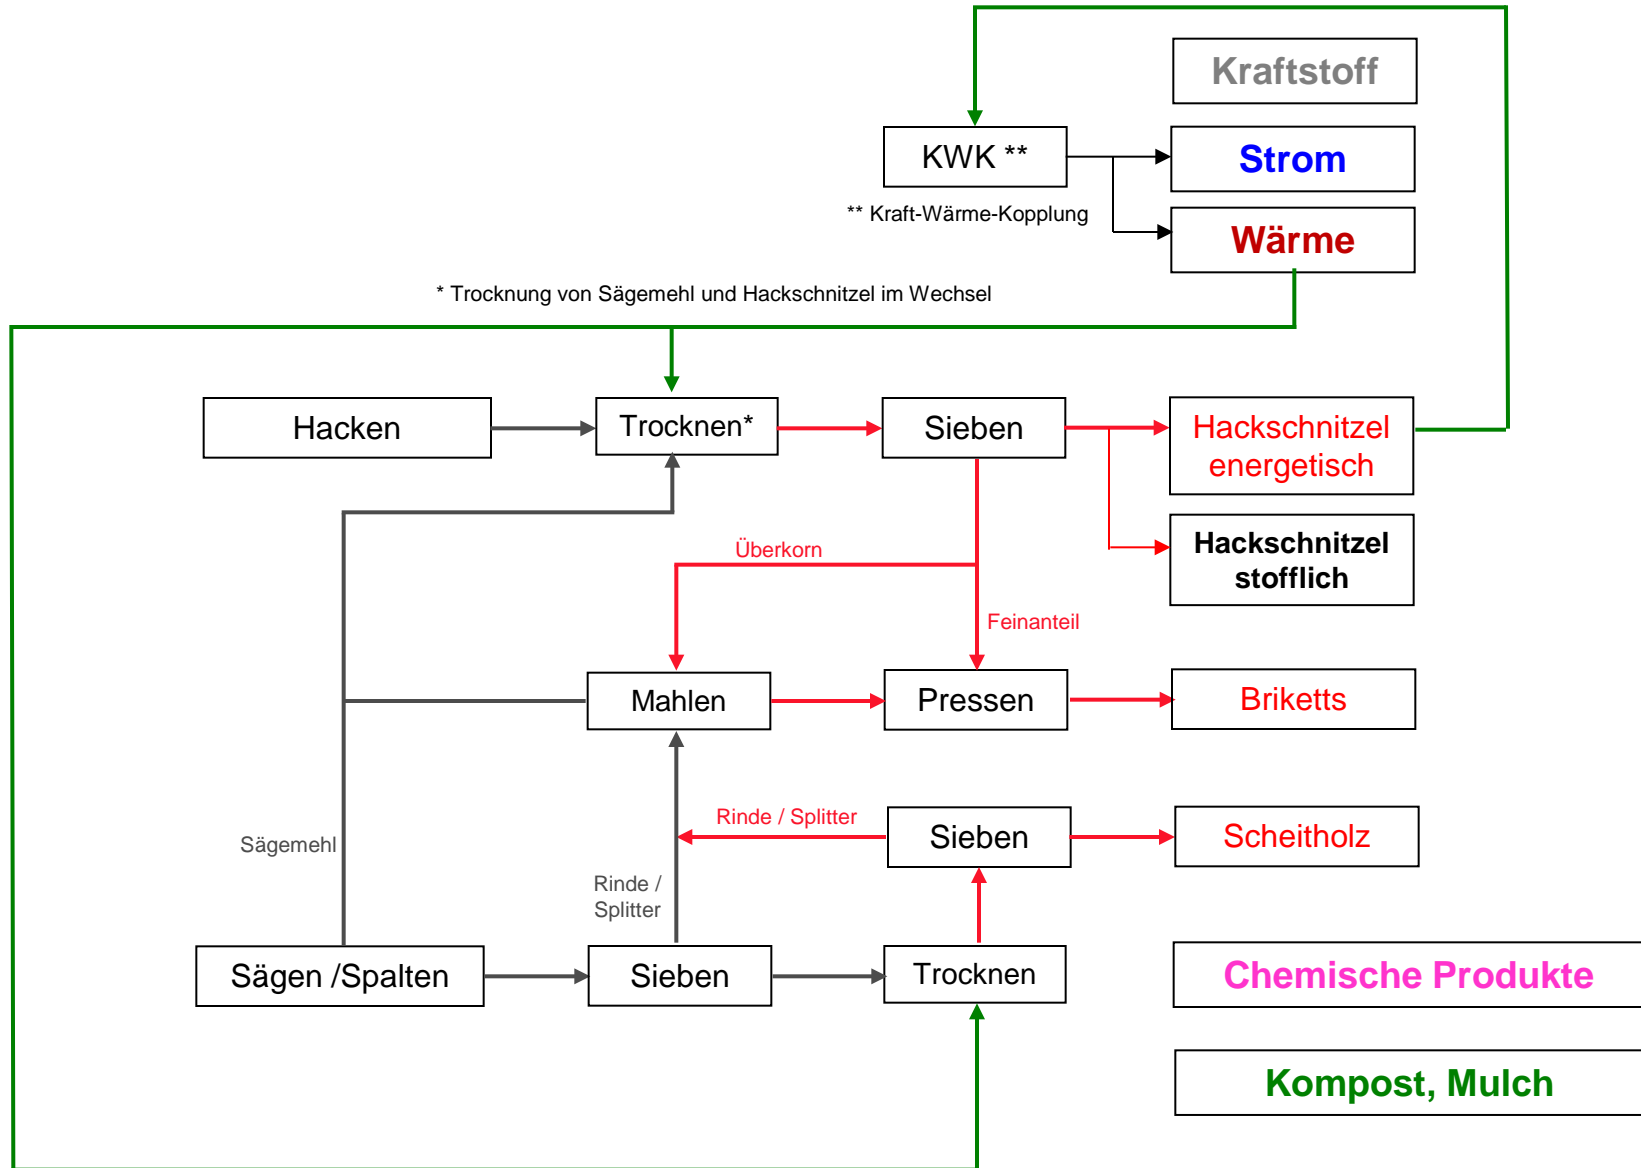 Kraftstoff
KWK **
Strom
** Kraft-Wärme-Kopplung
Wärme
* Trocknung von Sägemehl und Hackschnitzel im Wechsel
Hacken
Trocknen*
Sieben
Hackschnitzel
energetisch
Hackschnitzel
stofflich
Überkorn
Feinanteil
Mahlen
Pressen
Briketts
Rinde / Splitter
Sieben
Scheitholz
Sägemehl
Rinde /
Splitter
Sägen /Spalten
Sieben
Trocknen
Chemische Produkte
Kompost, Mulch